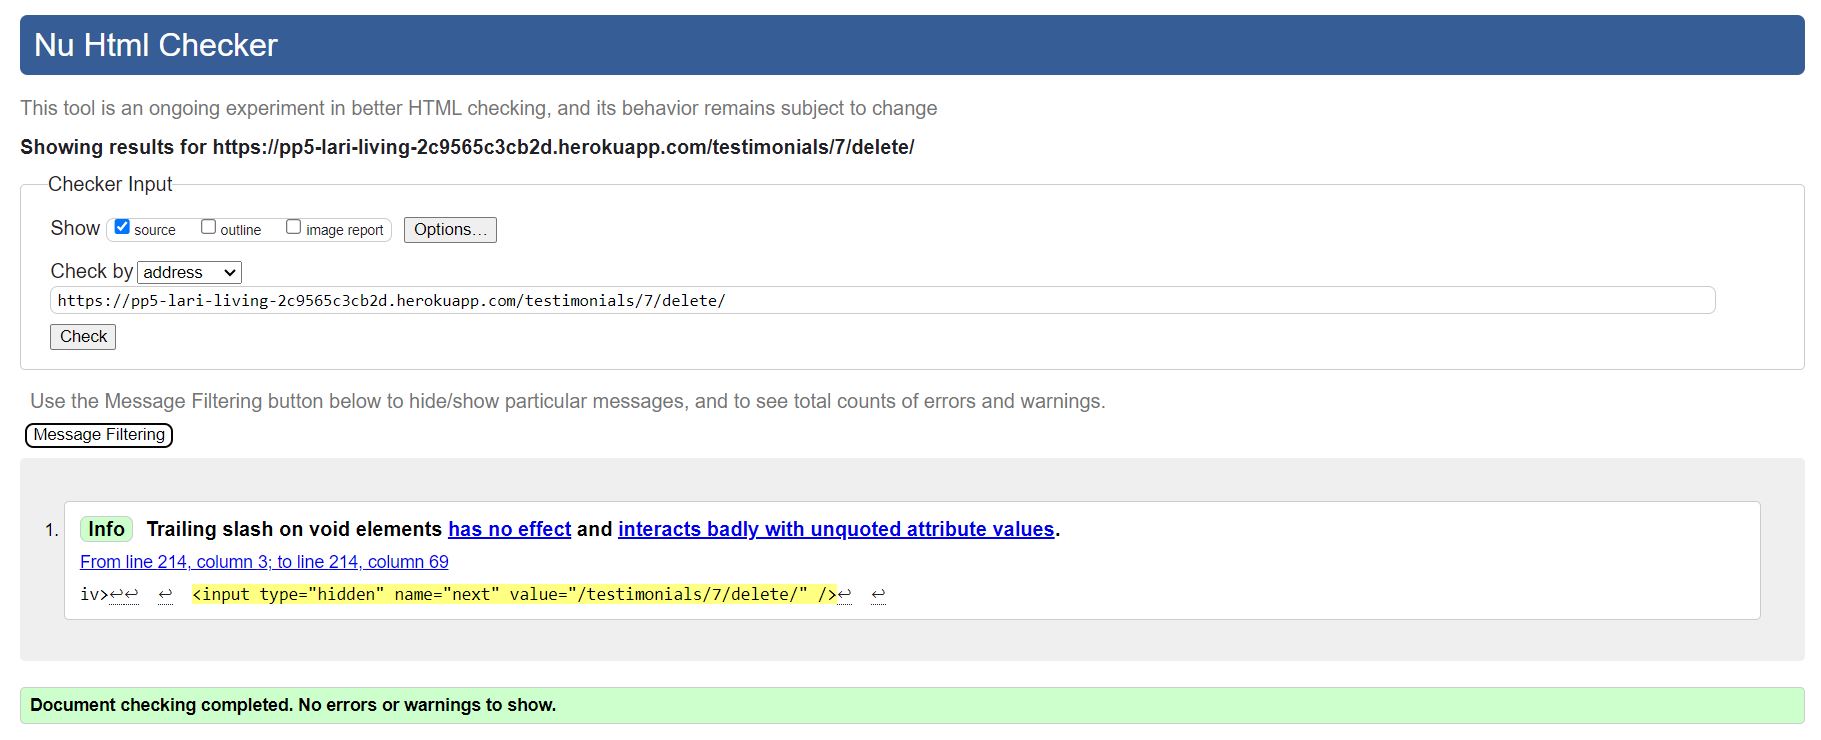 Nu Html Checker
This tool is an ongoing experiment in better HTML checking, and its behavior remains subject to change
Showing results for https://pp5-lari-living-2c9565c3cb2d.herokuapp.com/testimonials/7/delete/
Checker Input
Show source outline image report Options...
Check by address
https://pp5-lari-living-2c9565c3cb2d.herokuapp.com/testimonials/7/delete/
Check
Use the Message Filtering button below to hide/show particular messages, and to see total counts of errors and warnings.
Message Filtering
1. Info Trailing slash on void elements has no effect and interacts badly with unquoted attribute values.
From line 214, column 3; to line 214, column 69
iv>↩↩ ↩ <input type="hidden" name="next" value="/testimonials/7/delete/" />↩ ↩
Document checking completed. No errors or warnings to show.